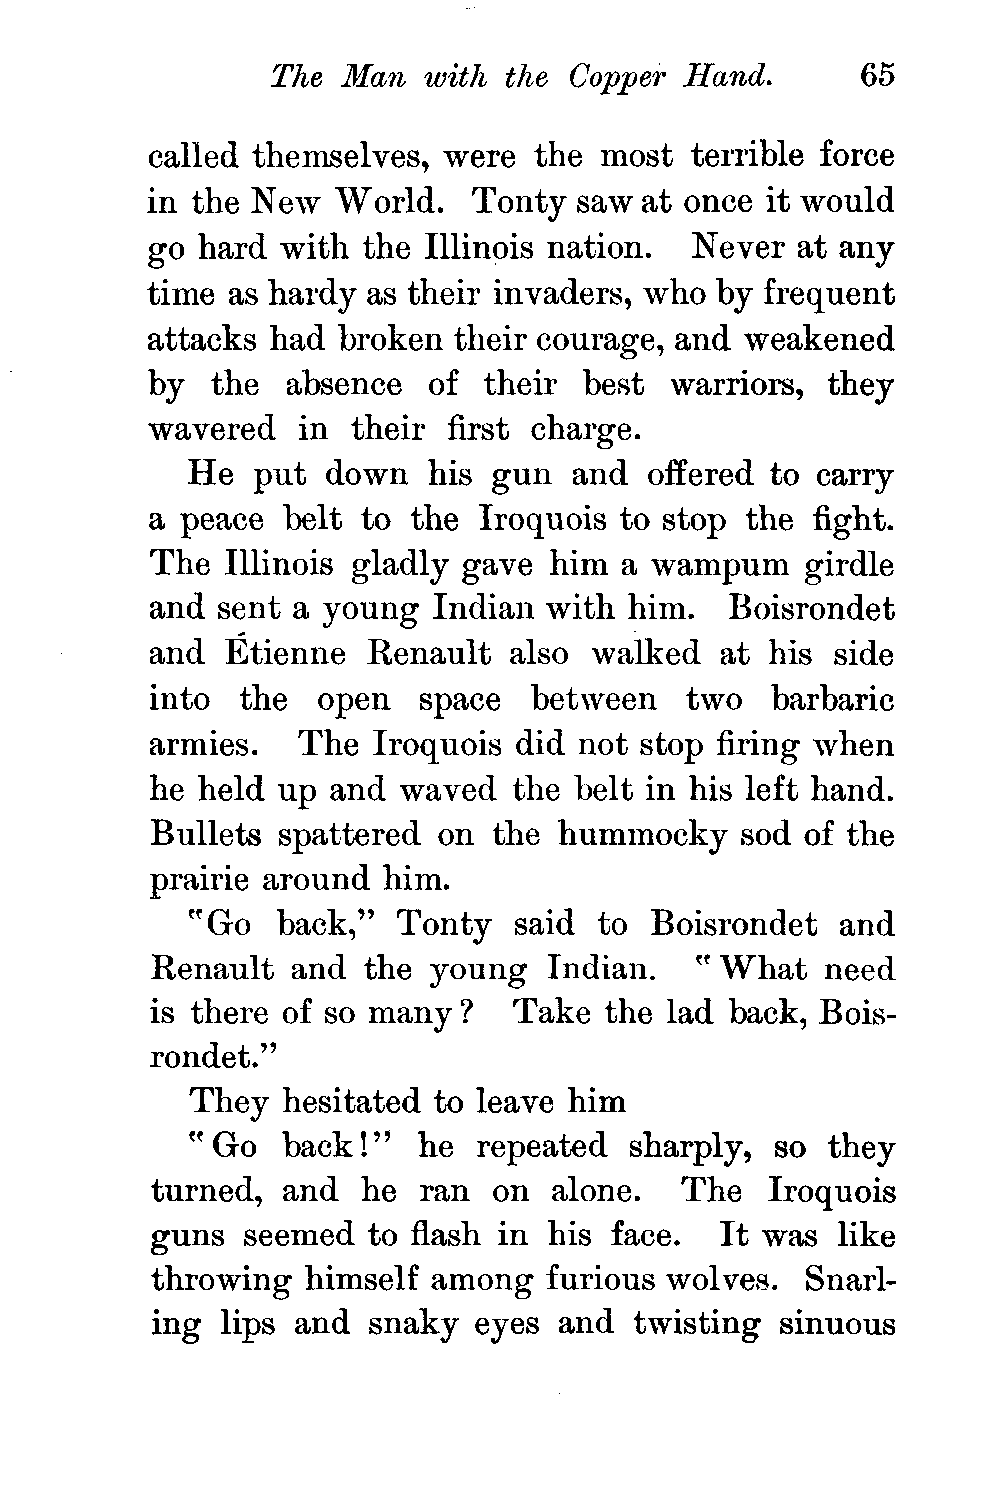 The Man with the Copper Hand. 65
called themselves, were the most terrible force
in the New World. Tonty saw at once it would
go hard with the Illinois nation. Never at any
time as hardy as their invaders, who by frequent
attacks had broken their courage, and weakened
by the absence of their best warriors, they
wavered in their first charge.
He put down his gun and offered to carry
a peace belt to the Iroquois to stop the fight.
The Illinois gladly gave him a wampum girdle
and sent a young Indian with him. Boisrondet
and Étienne Renault also walked at his side
into the open space between two barbaric
armies. The Iroquois did not stop firing when
he held up and waved the belt in his left hand.
Bullets spattered on the hummocky sod of the
prairie around him.
"Go back," Tonty said to Boisrondet and
Renault and the young Indian. "What need
is there of so many? Take the lad back, Bois-
rondet."
They hesitated to leave him
"Go back!" he repeated sharply, so they
turned, and he ran on alone. The Iroquois
guns seemed to flash in his face. It was like
throwing himself among furious wolves. Snarl-
ing lips and snaky eyes and twisting sinuous